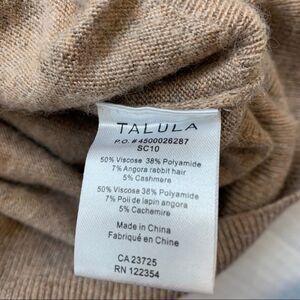 TALULA
P.O. #4500026287
SC10
50% Viscose 38% Polyamide
7% Angora rabbit hair
5% Cashmere
50% Viscose 38% Polyamide
7% Poil de lapin angora
5% Cachemire
Made in China
Fabriqué en Chine
CA 23725
RN 122354